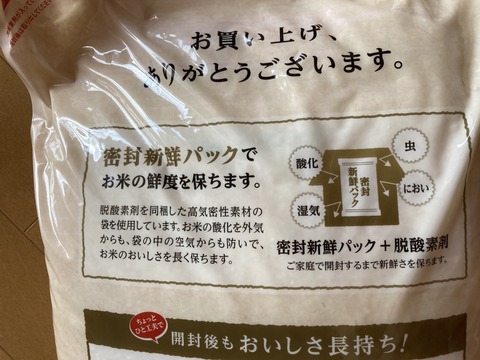 お買い上げ、
ありがとうございます。
密封新鮮パックで
お米の鮮度を保ちます。
脱酸素剤を同梱した高気密性素材の
袋を使用しています。お米の酸化を外気
からも、袋の中の空気からも防いで、
お米のおいしさを長く保ちます。
酸化
虫
湿気
におい
密封
新鮮パック
密封新鮮パック＋脱酸素剤
ご家庭で開封するまで新鮮さを保ちます。
ちょっと
ひと工夫で
開封後もおいしさ長持ち!